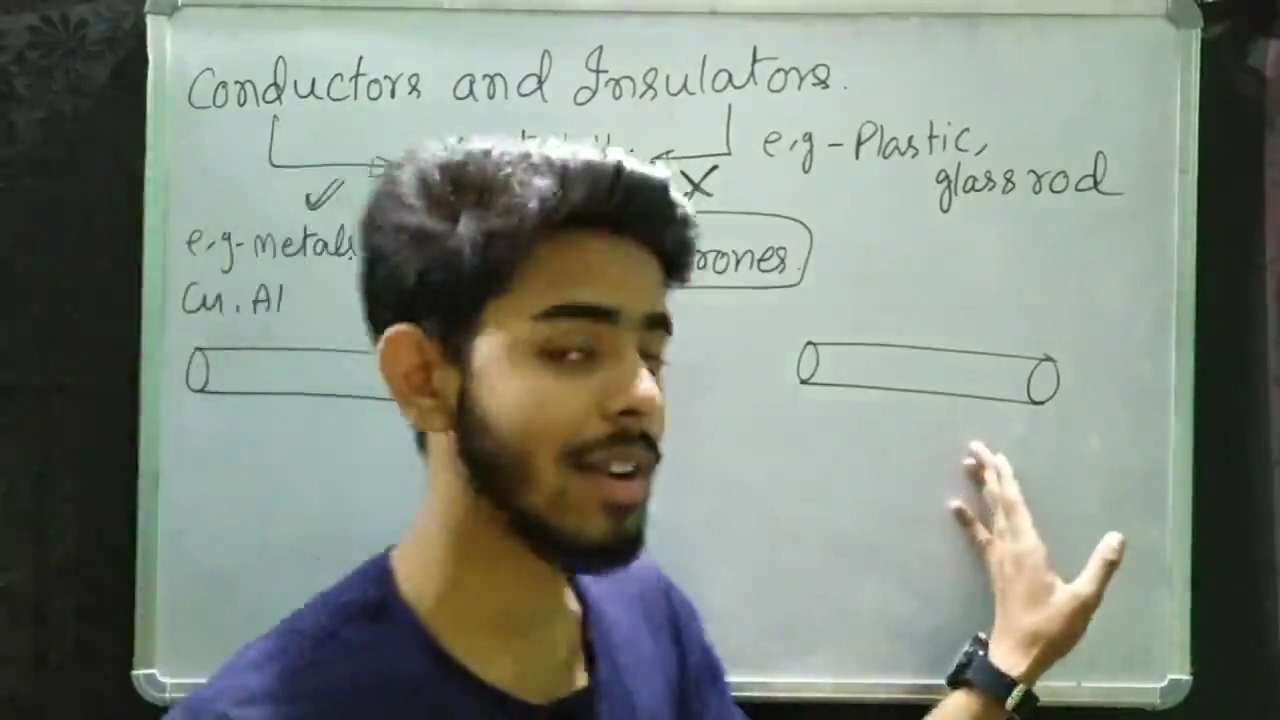 Conductors and Insulators.
e.g - Plastic,
glass rod
e.g - metals
rones
Cu. Al